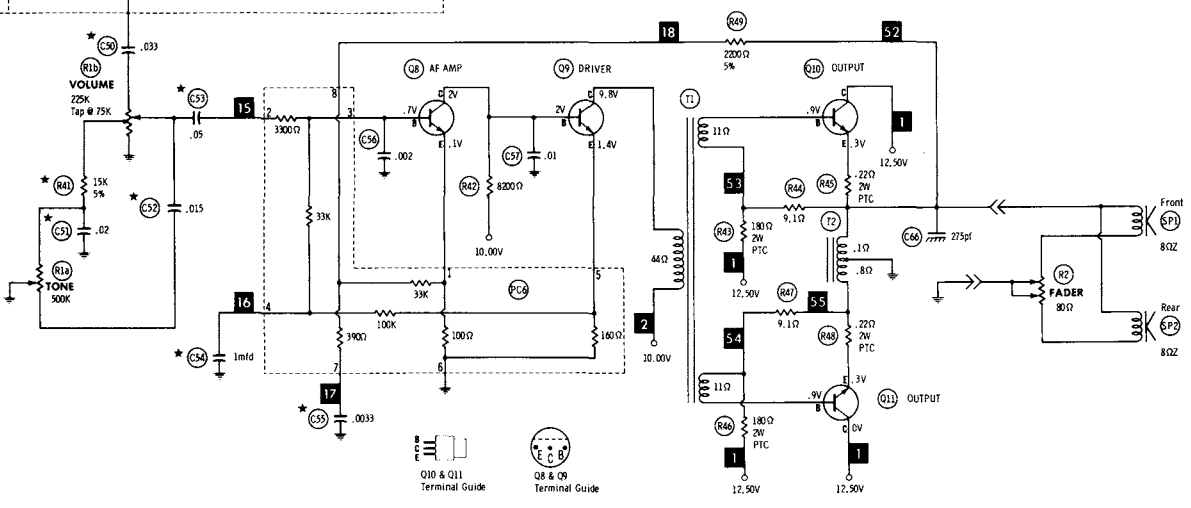 ★ C50 .033
R1b
VOLUME
225K
Tap @ 75K
★ C53 .05
15
★ R41 15K 5%
★ C52 .015
★ C51 .02
R1a
TONE
500K
16
★ C54 1mfd
17
★ C55 .0033
2
8
3
3300Ω
33K
4
390Ω
7
33K
100K
1
100Ω
6
PC6
5
160Ω
Q8 AF AMP
C 2V
.7V B
E .1V
C56 .002
R42 8200Ω
10.00V
Q9 DRIVER
C 9.8V
2V B
E 1.4V
C57 .01
18
R49
2200Ω
5%
52
44Ω
2
10.00V
T1
11Ω
53
R43 180Ω 2W PTC
1
12.50V
R44
9.1Ω
Q10 OUTPUT
C
.9V B
E .3V
1
12.50V
R45 .22Ω 2W PTC
T2
.1Ω
.8Ω
R47
9.1Ω
55
54
R48 .22Ω 2W PTC
11Ω
R46 180Ω 2W PTC
1
12.50V
E .3V
.9V B
C 0V
Q11 OUTPUT
1
12.50V
C66 275pf
R2
FADER
80Ω
Front
SP1
8ΩZ
Rear
SP2
8ΩZ
B
C
E
Q10 & Q11
Terminal Guide
E C B
Q8 & Q9
Terminal Guide